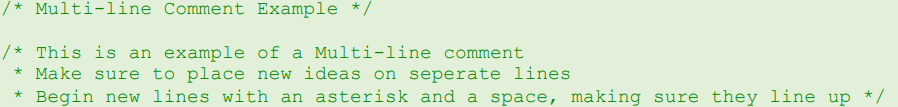 /* Multi-line Comment Example */
/* This is an example of a Multi-line comment
 * Make sure to place new ideas on seperate lines
 * Begin new lines with an asterisk and a space, making sure they line up */